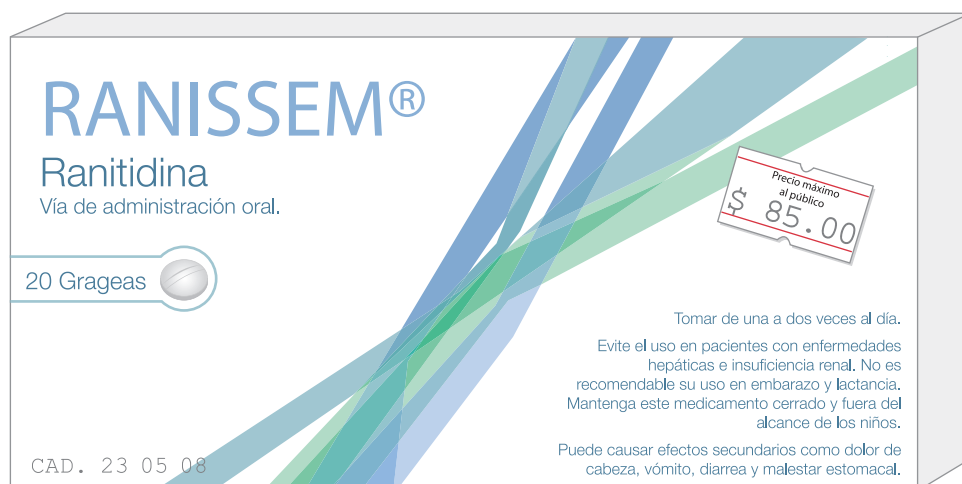 RANISSEM®
Ranitidina
Vía de administración oral.
20 Grageas
Precio máximo
al público
$ 85.00
Tomar de una a dos veces al día.
Evite el uso en pacientes con enfermedades
hepáticas e insuficiencia renal. No es
recomendable su uso en embarazo y lactancia.
Mantenga este medicamento cerrado y fuera del
alcance de los niños.
Puede causar efectos secundarios como dolor de
cabeza, vómito, diarrea y malestar estomacal.
CAD. 23 05 08